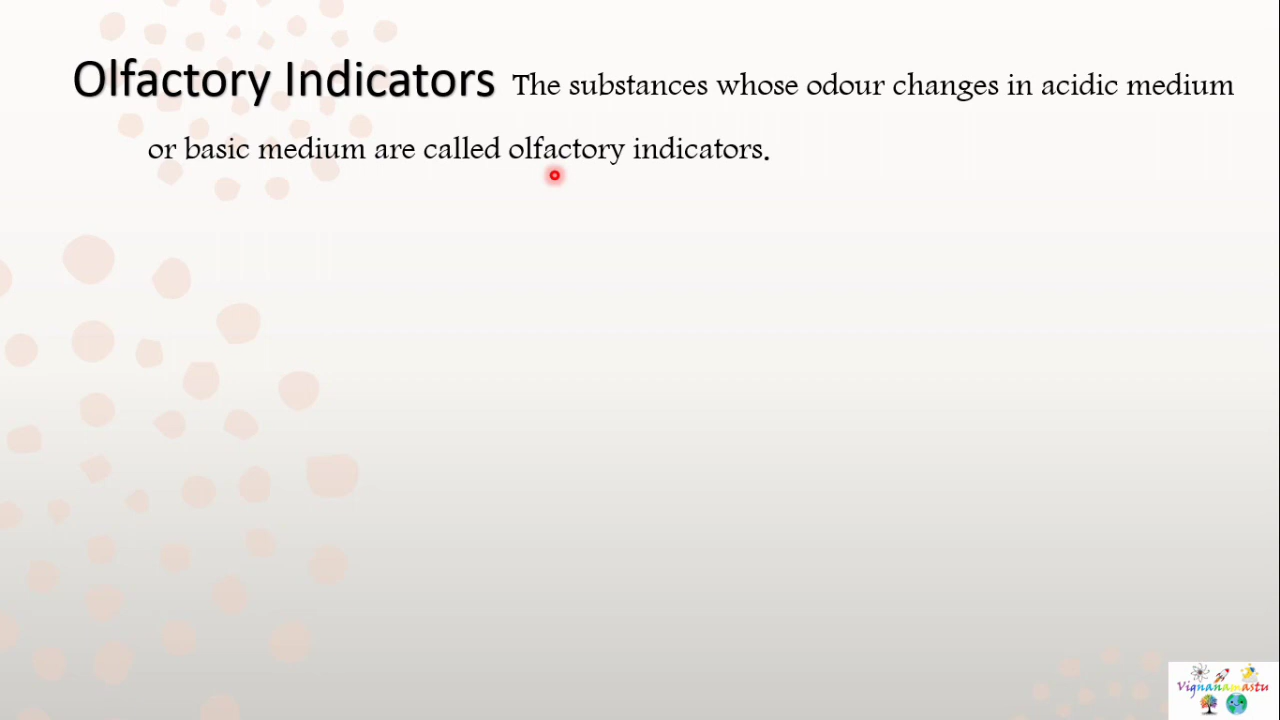 Olfactory Indicators The substances whose odour changes in acidic medium
or basic medium are called olfactory indicators.
Vignanamastu